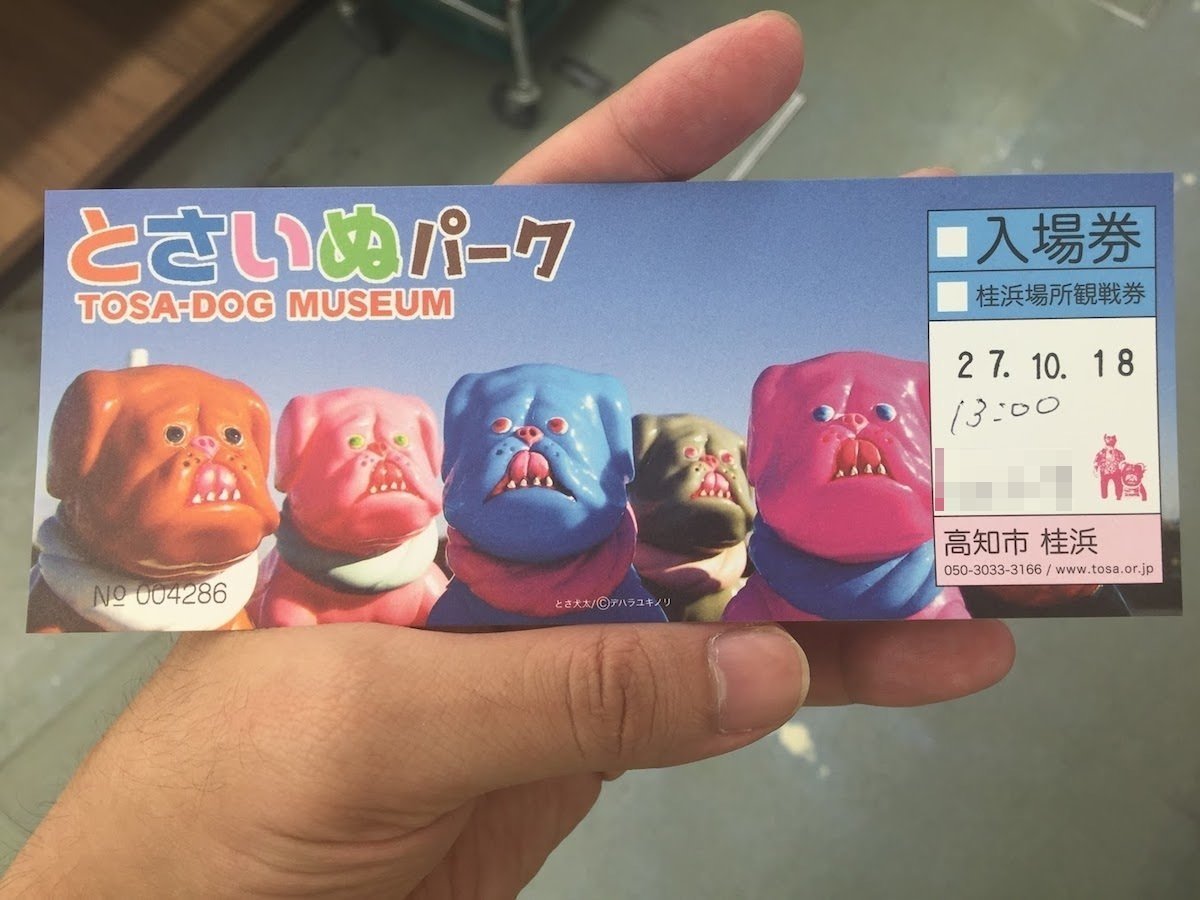 とさいぬパーク
TOSA-DOG MUSEUM
入場券
桂浜場所観戦券
27.10.18
13:00
高知市 桂浜
050-3033-3166 / www.tosa.or.jp
№ 004286
とさ犬太/©デハラユキノリ